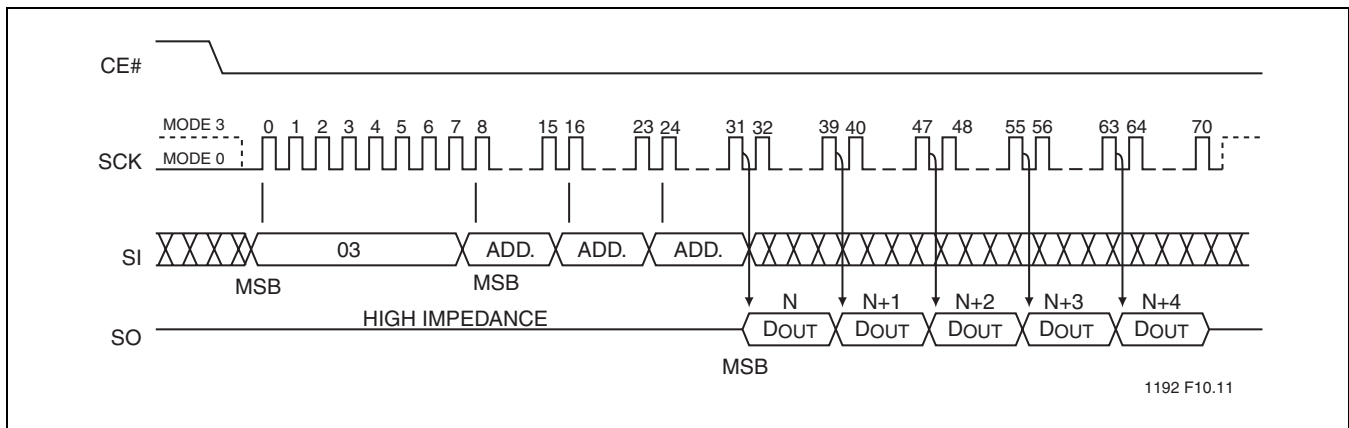 CE#
MODE 3 0 1 2 3 4 5 6 7 8 15 16 23 24 31 32 39 40 47 48 55 56 63 64 70
SCK MODE 0
SI 03 ADD. ADD. ADD.
MSB MSB
N N+1 N+2 N+3 N+4
HIGH IMPEDANCE
SO DOUT DOUT DOUT DOUT DOUT
MSB
1192 F10.11